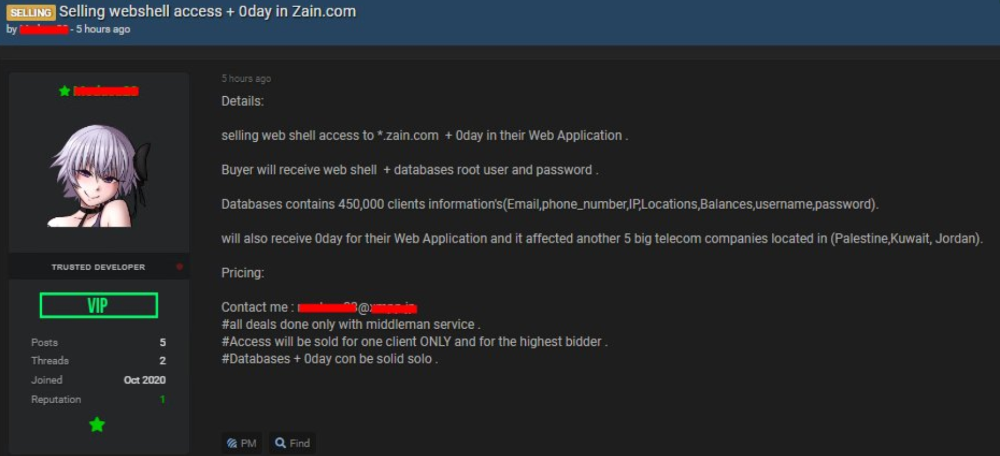 SELLING Selling webshell access + 0day in Zain.com
by - 5 hours ago
5 hours ago
Details:
selling web shell access to *.zain.com + 0day in their Web Application .
Buyer will receive web shell + databases root user and password .
Databases contains 450,000 clients information's(Email,phone_number,IP,Locations,Balances,username,password).
will also receive 0day for their Web Application and it affected another 5 big telecom companies located in (Palestine,Kuwait, Jordan).
Pricing:
Contact me : @
#all deals done only with middleman service .
#Access will be sold for one client ONLY and for the highest bidder .
#Databases + 0day con be solid solo .
TRUSTED DEVELOPER
VIP
Posts 5
Threads 2
Joined Oct 2020
Reputation 1
PM Find